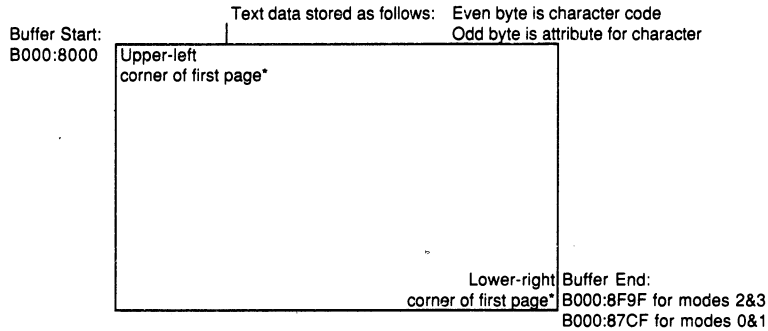 Text data stored as follows: Even byte is character code
Buffer Start: Odd byte is attribute for character
B000:8000 Upper-left
corner of first page*
Lower-right Buffer End:
corner of first page* B000:8F9F for modes 2&3
B000:87CF for modes 0&1